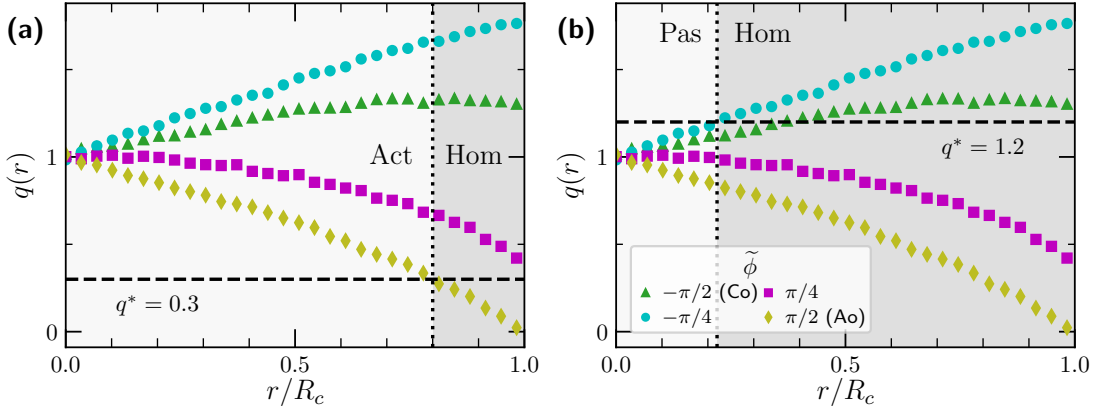 (a)
Act
Hom
q* = 0.3
q(r)
1
0
0.0
0.5
1.0
r/R_c
(b)
Pas
Hom
q* = 1.2
q(r)
1
0
ϕ̃
−π/2 (Co)
π/4
−π/4
π/2 (Ao)
0.0
0.5
1.0
r/R_c